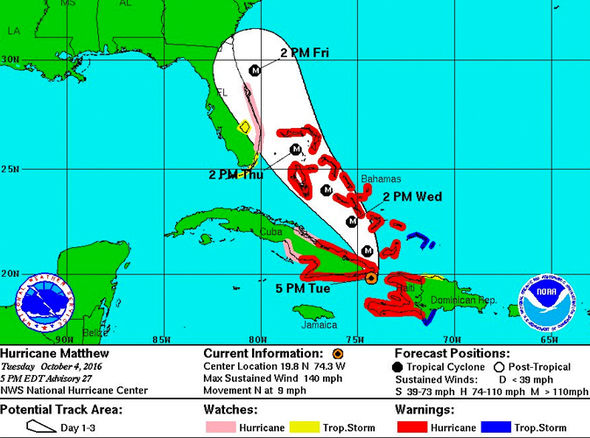 MS
AL
LA
2 PM Fri
30N
FL
2 PM Thu
25N
Bahamas
2 PM Wed
Cuba
20N
5 PM Tue
Haiti
Dominican Rep.
Jamaica
Belize
NOAA
90W
85W
80W
75W
70W
65W
Hurricane Matthew
Tuesday October 4, 2016
5 PM EDT Advisory 27
NWS National Hurricane Center
Current Information:
Center Location 19.8 N 74.3 W
Max Sustained Wind 140 mph
Movement N at 9 mph
Forecast Positions:
Tropical Cyclone Post-Tropical
Sustained Winds: D < 39 mph
S 39-73 mph H 74-110 mph M > 110mph
Potential Track Area:
Day 1-3
Watches:
Hurricane Trop.Storm
Warnings:
Hurricane Trop.Storm
M
M
M
M
M